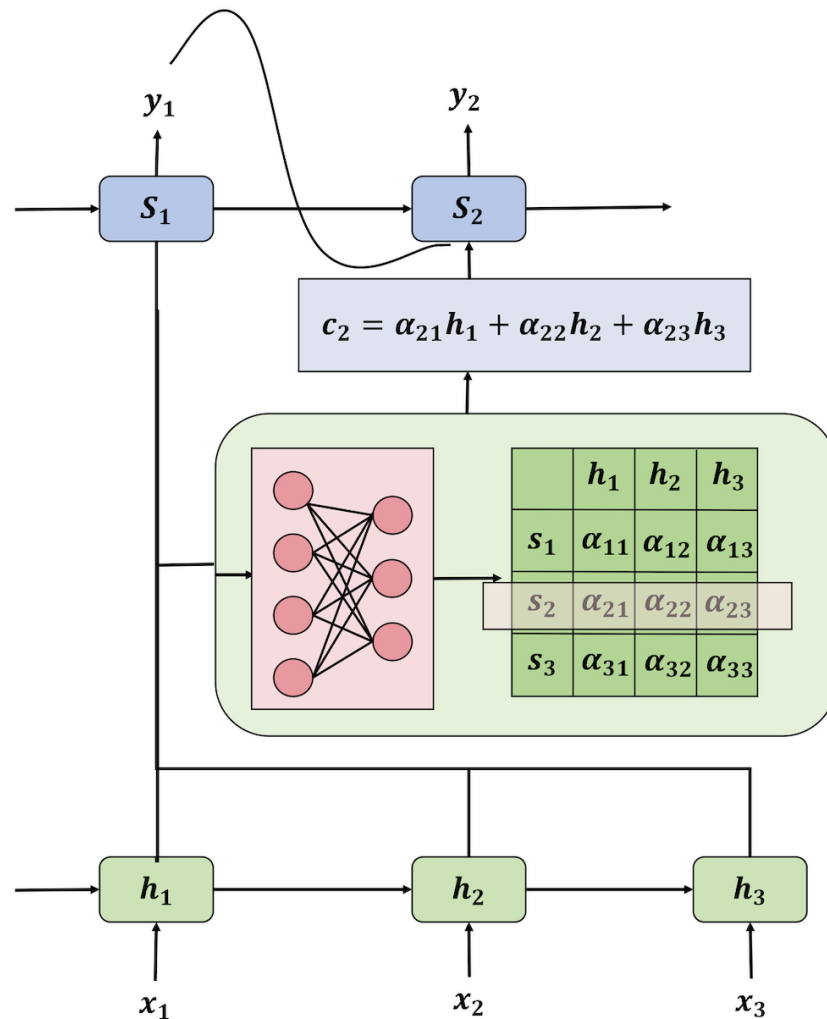 y₁ y₂
S₁ S₂
c₂ = α₂₁h₁ + α₂₂h₂ + α₂₃h₃
h₁ h₂ h₃
s₁ α₁₁ α₁₂ α₁₃
s₂ α₂₁ α₂₂ α₂₃
s₃ α₃₁ α₃₂ α₃₃
h₁ h₂ h₃
x₁ x₂ x₃